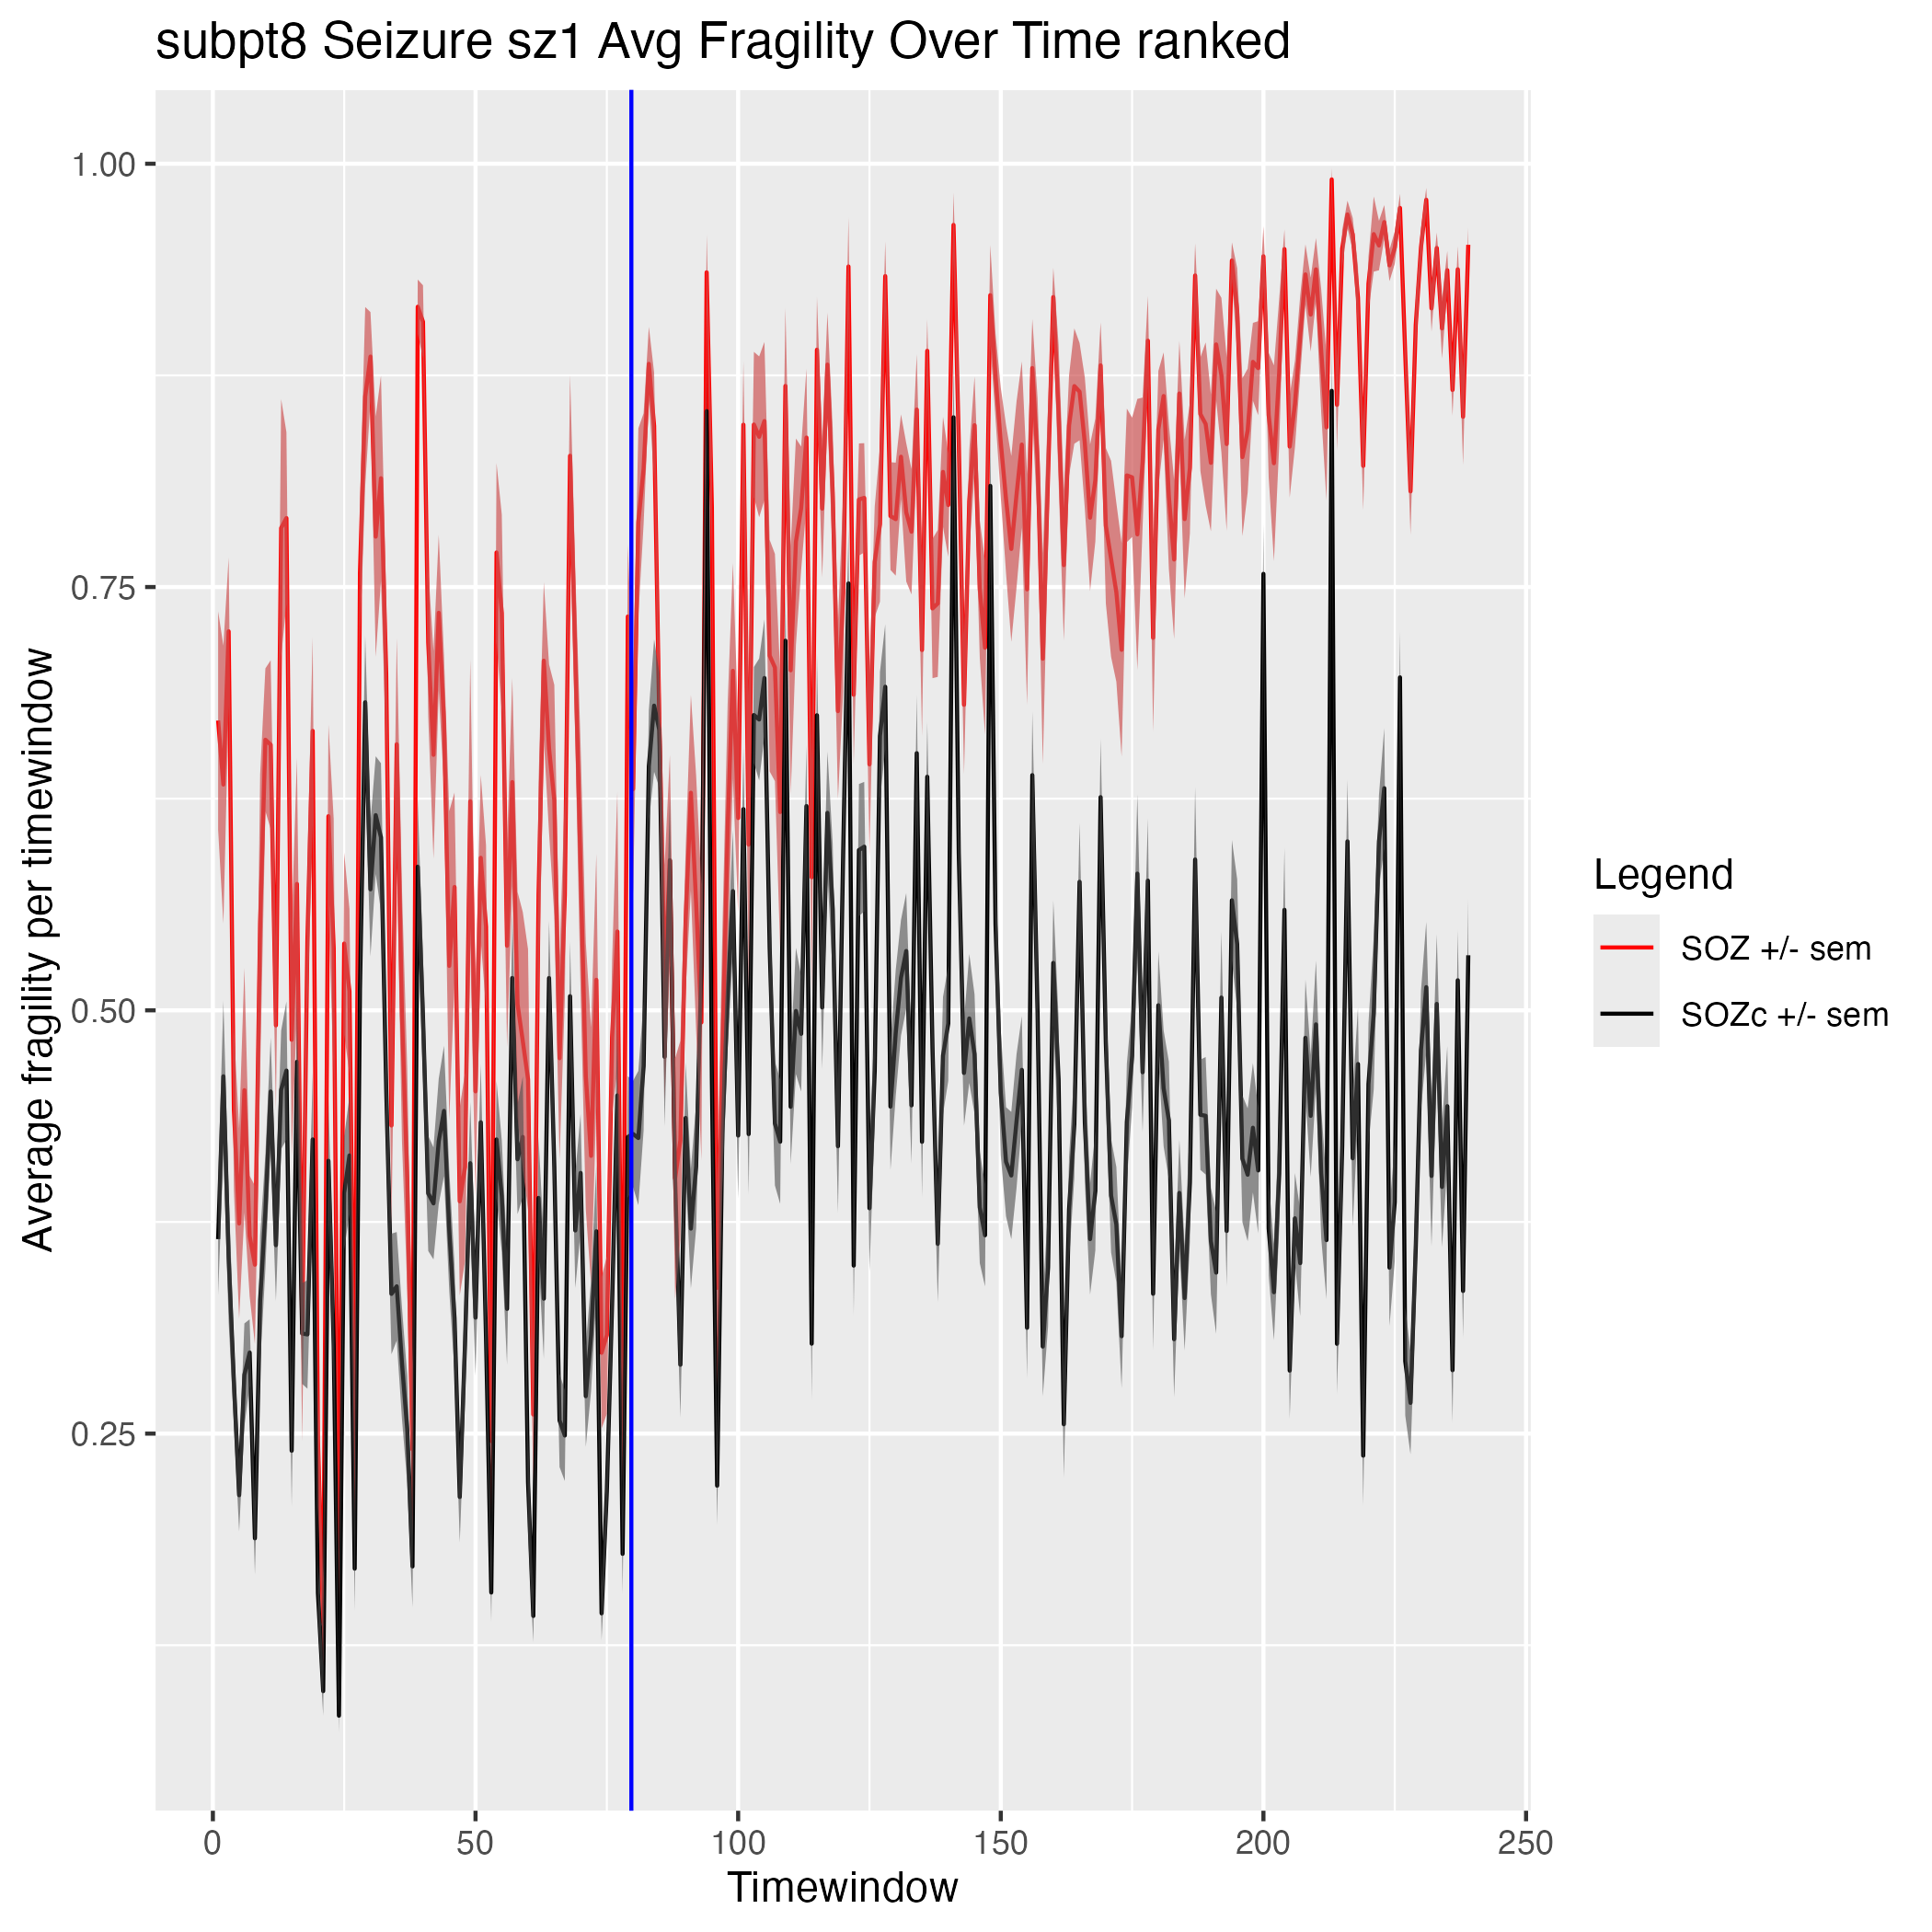 subpt8 Seizure sz1 Avg Fragility Over Time ranked
Average fragility per timewindow
1.00
0.75
0.50
0.25
0
50
100
150
200
250
Timewindow
Legend
SOZ +/- sem
SOZc +/- sem